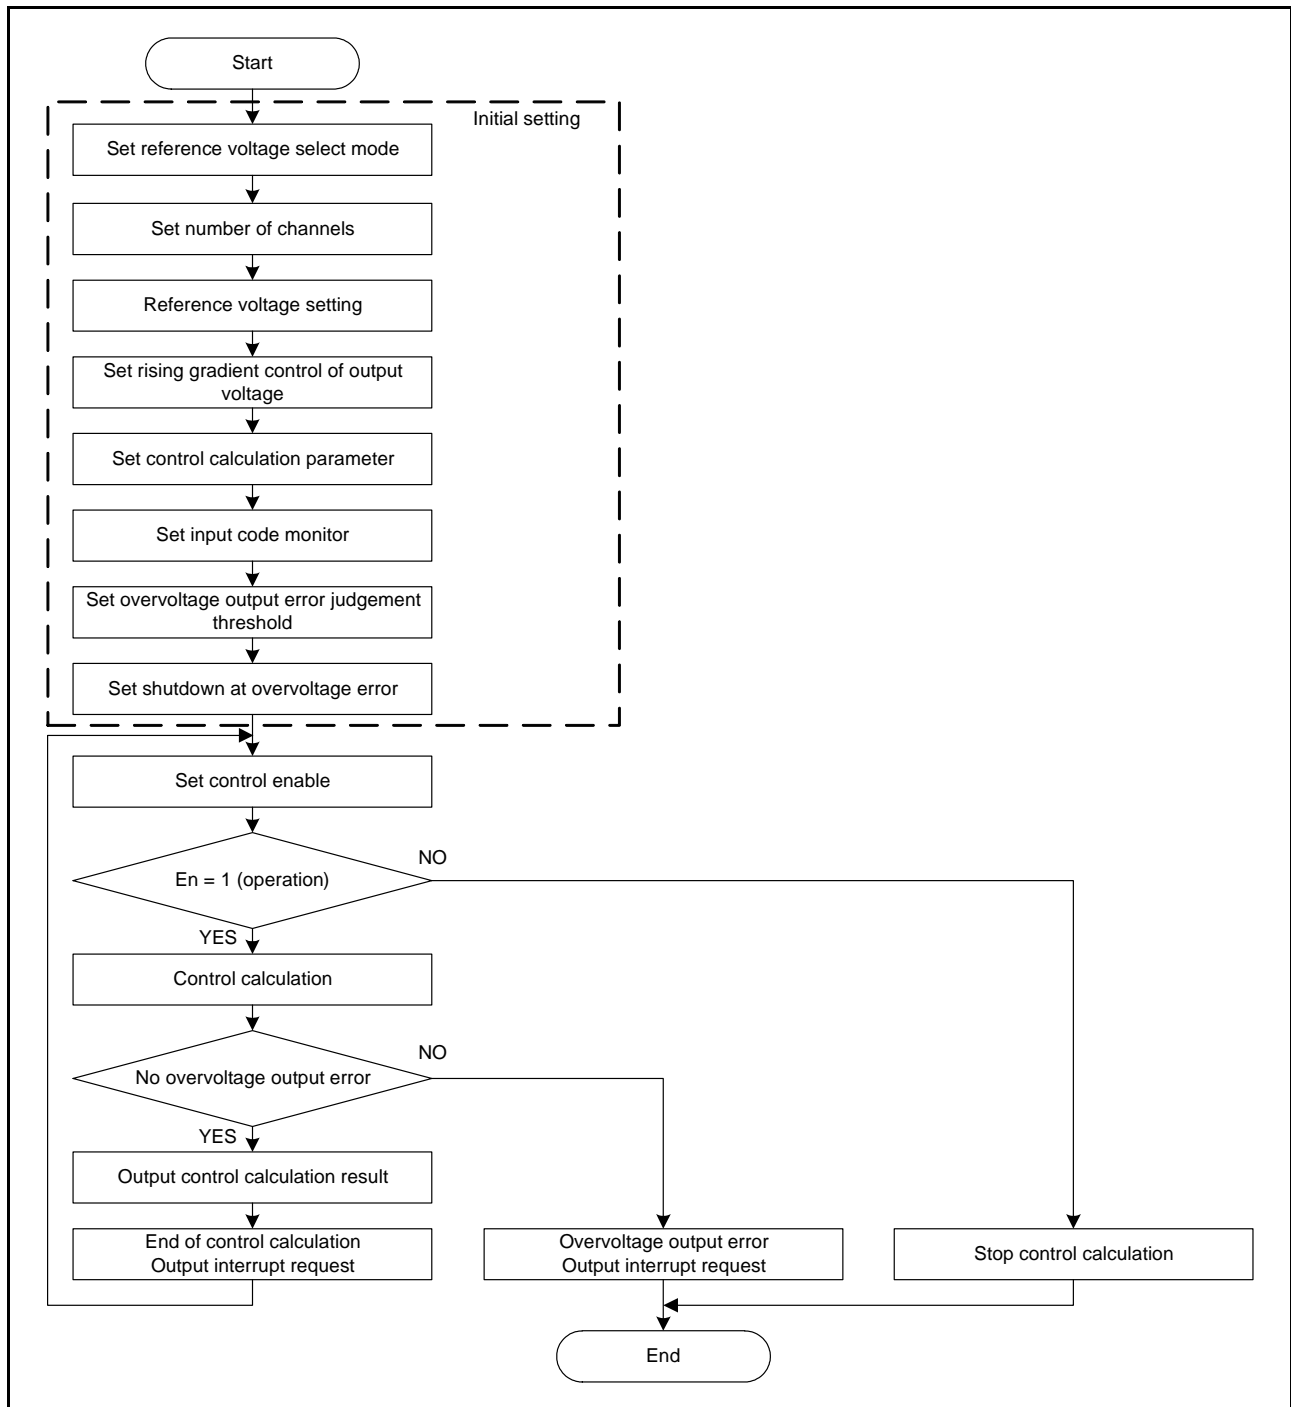 Start
Initial setting
Set reference voltage select mode
Set number of channels
Reference voltage setting
Set rising gradient control of output
voltage
Set control calculation parameter
Set input code monitor
Set overvoltage output error judgement
threshold
Set shutdown at overvoltage error
Set control enable
NO
En = 1 (operation)
YES
Control calculation
NO
No overvoltage output error
YES
Output control calculation result
End of control calculation
Output interrupt request
Overvoltage output error
Output interrupt request
Stop control calculation
End